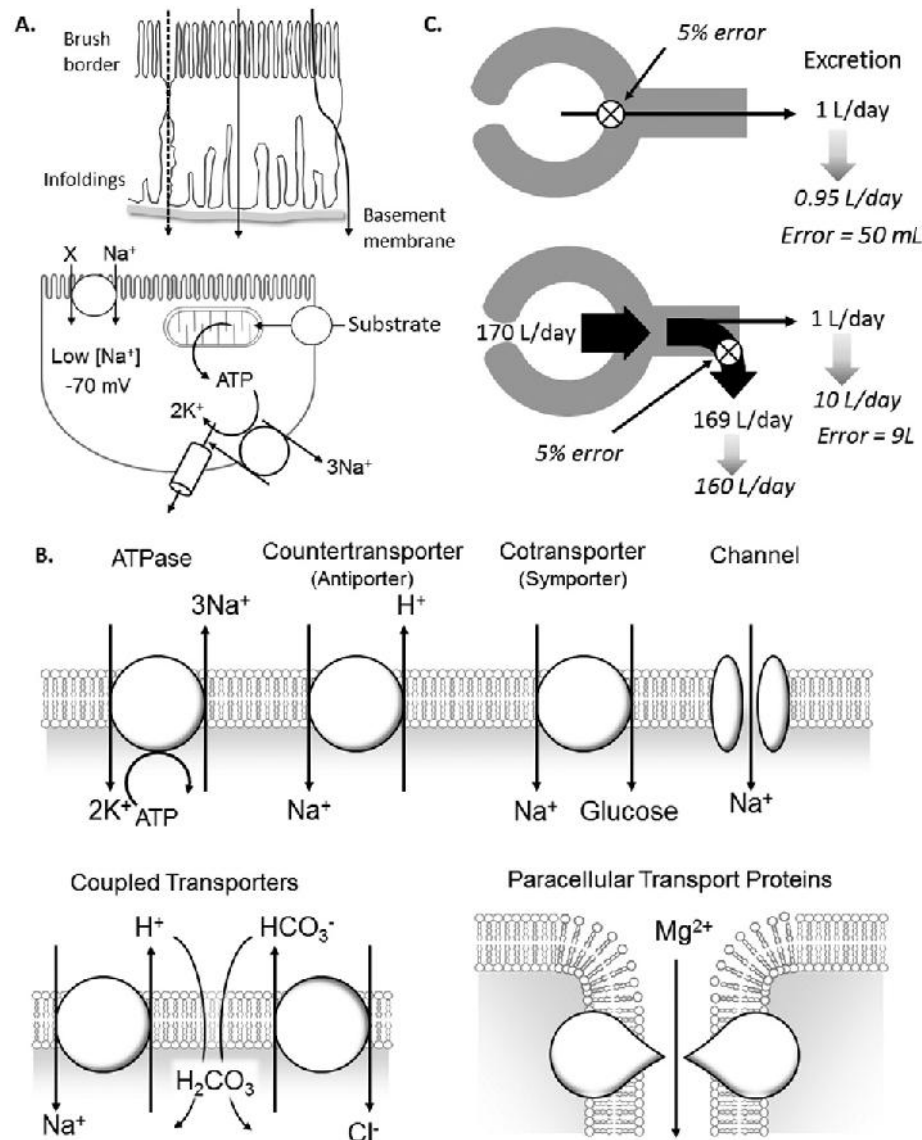 A.
Brush
border
Infoldings
Basement
membrane
X
Na⁺
Low [Na⁺]
-70 mV
Substrate
ATP
2K⁺
3Na⁺
C.
5% error
Excretion
1 L/day
0.95 L/day
Error = 50 mL
170 L/day
1 L/day
10 L/day
Error = 9L
169 L/day
5% error
160 L/day
B.
ATPase
Countertransporter
(Antiporter)
Cotransporter
(Symporter)
Channel
3Na⁺
H⁺
2K⁺
ATP
Na⁺
Na⁺
Glucose
Na⁺
Coupled Transporters
H⁺
HCO₃⁻
H₂CO₃
Na⁺
Cl⁻
Paracellular Transport Proteins
Mg²⁺